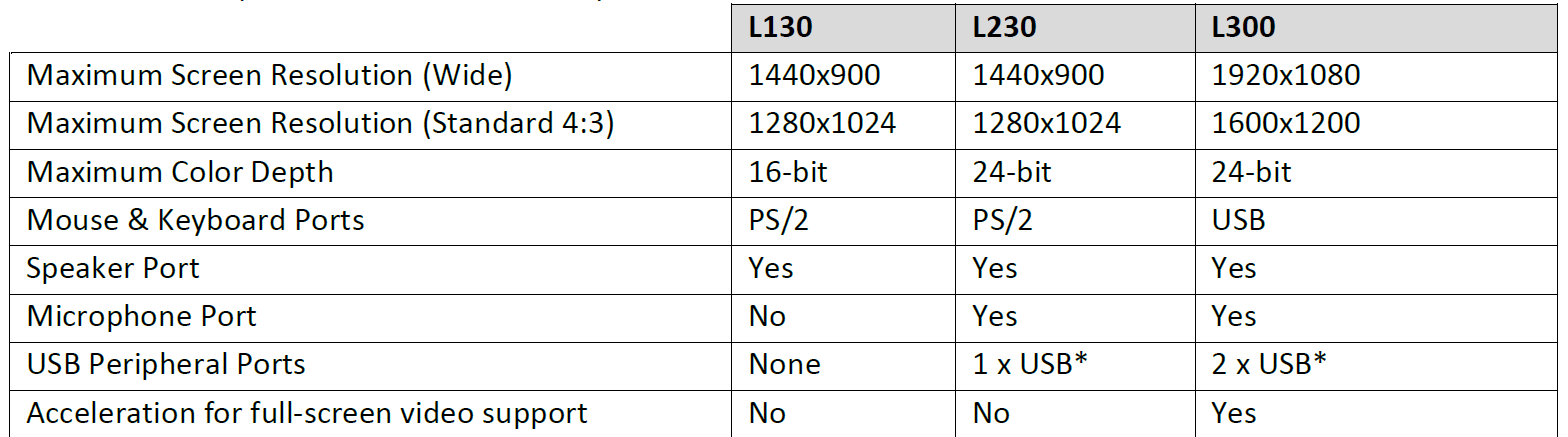 L130 L230 L300
Maximum Screen Resolution (Wide) 1440x900 1440x900 1920x1080
Maximum Screen Resolution (Standard 4:3) 1280x1024 1280x1024 1600x1200
Maximum Color Depth 16-bit 24-bit 24-bit
Mouse & Keyboard Ports PS/2 PS/2 USB
Speaker Port Yes Yes Yes
Microphone Port No Yes Yes
USB Peripheral Ports None 1 x USB* 2 x USB*
Acceleration for full-screen video support No No Yes